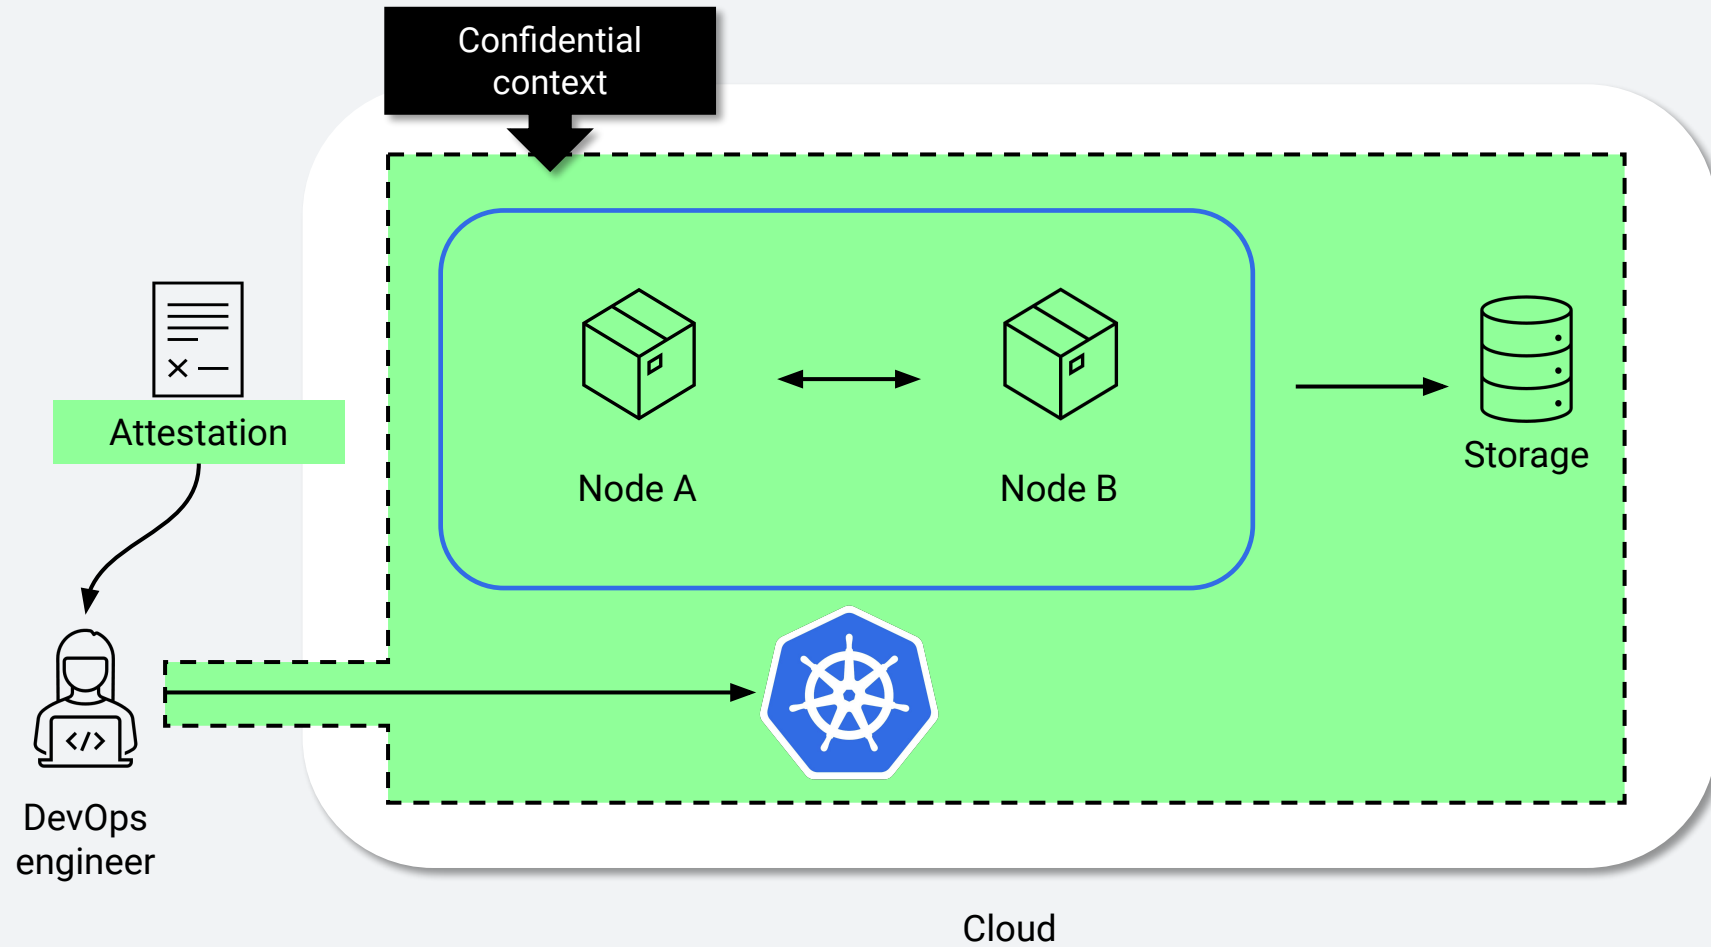 Confidential
context
Attestation
Node A
Node B
Storage
</>
DevOps
engineer
Cloud